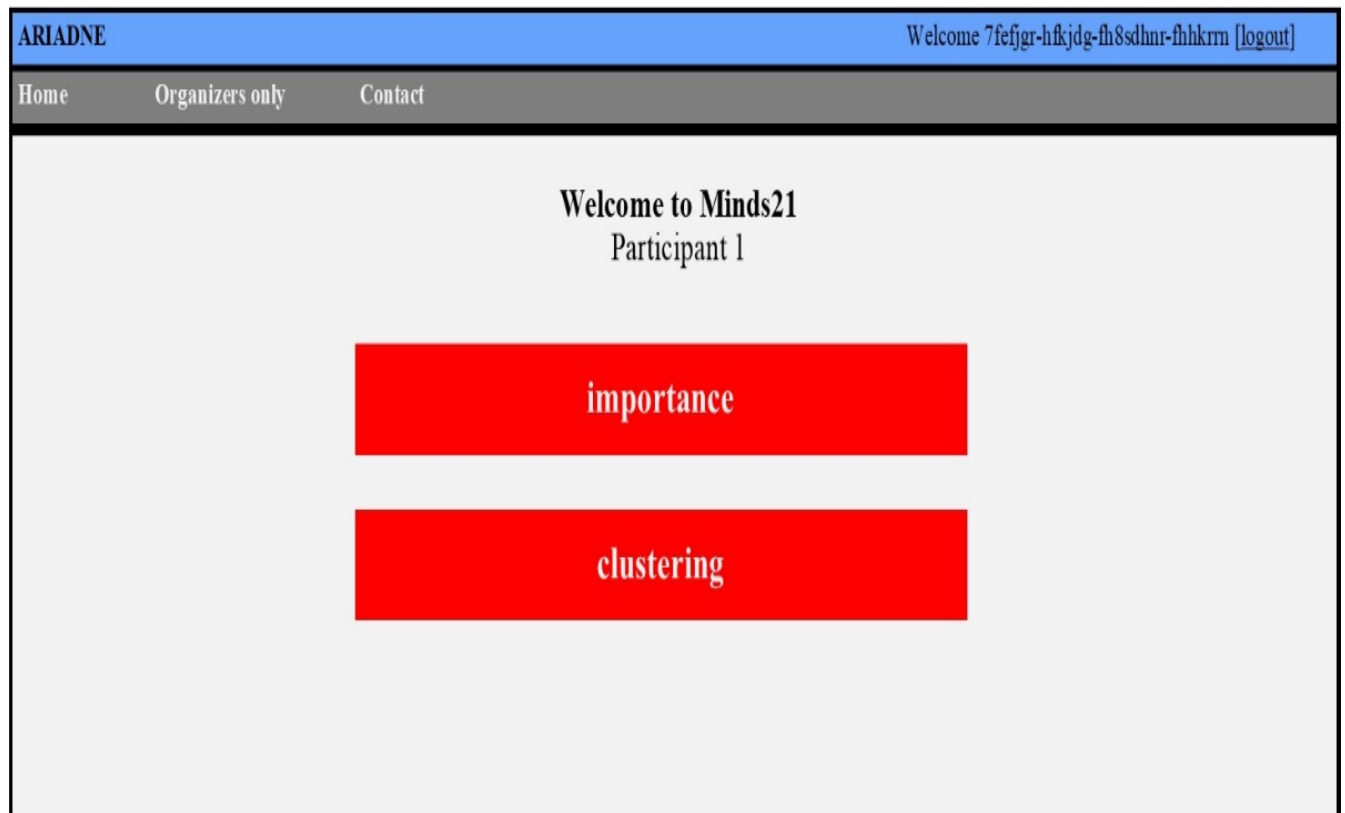 ARIADNE Welcome 7fefjgr-hfkjdg-fh8sdhnr-fhhkrrn [logout]
Home Organizers only Contact
Welcome to Minds21
Participant 1
importance
clustering